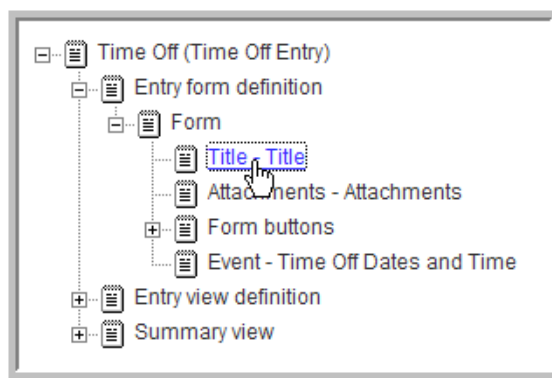 Time Off (Time Off Entry)
Entry form definition
Form
Title - Title
Attachments - Attachments
Form buttons
Event - Time Off Dates and Time
Entry view definition
Summary view